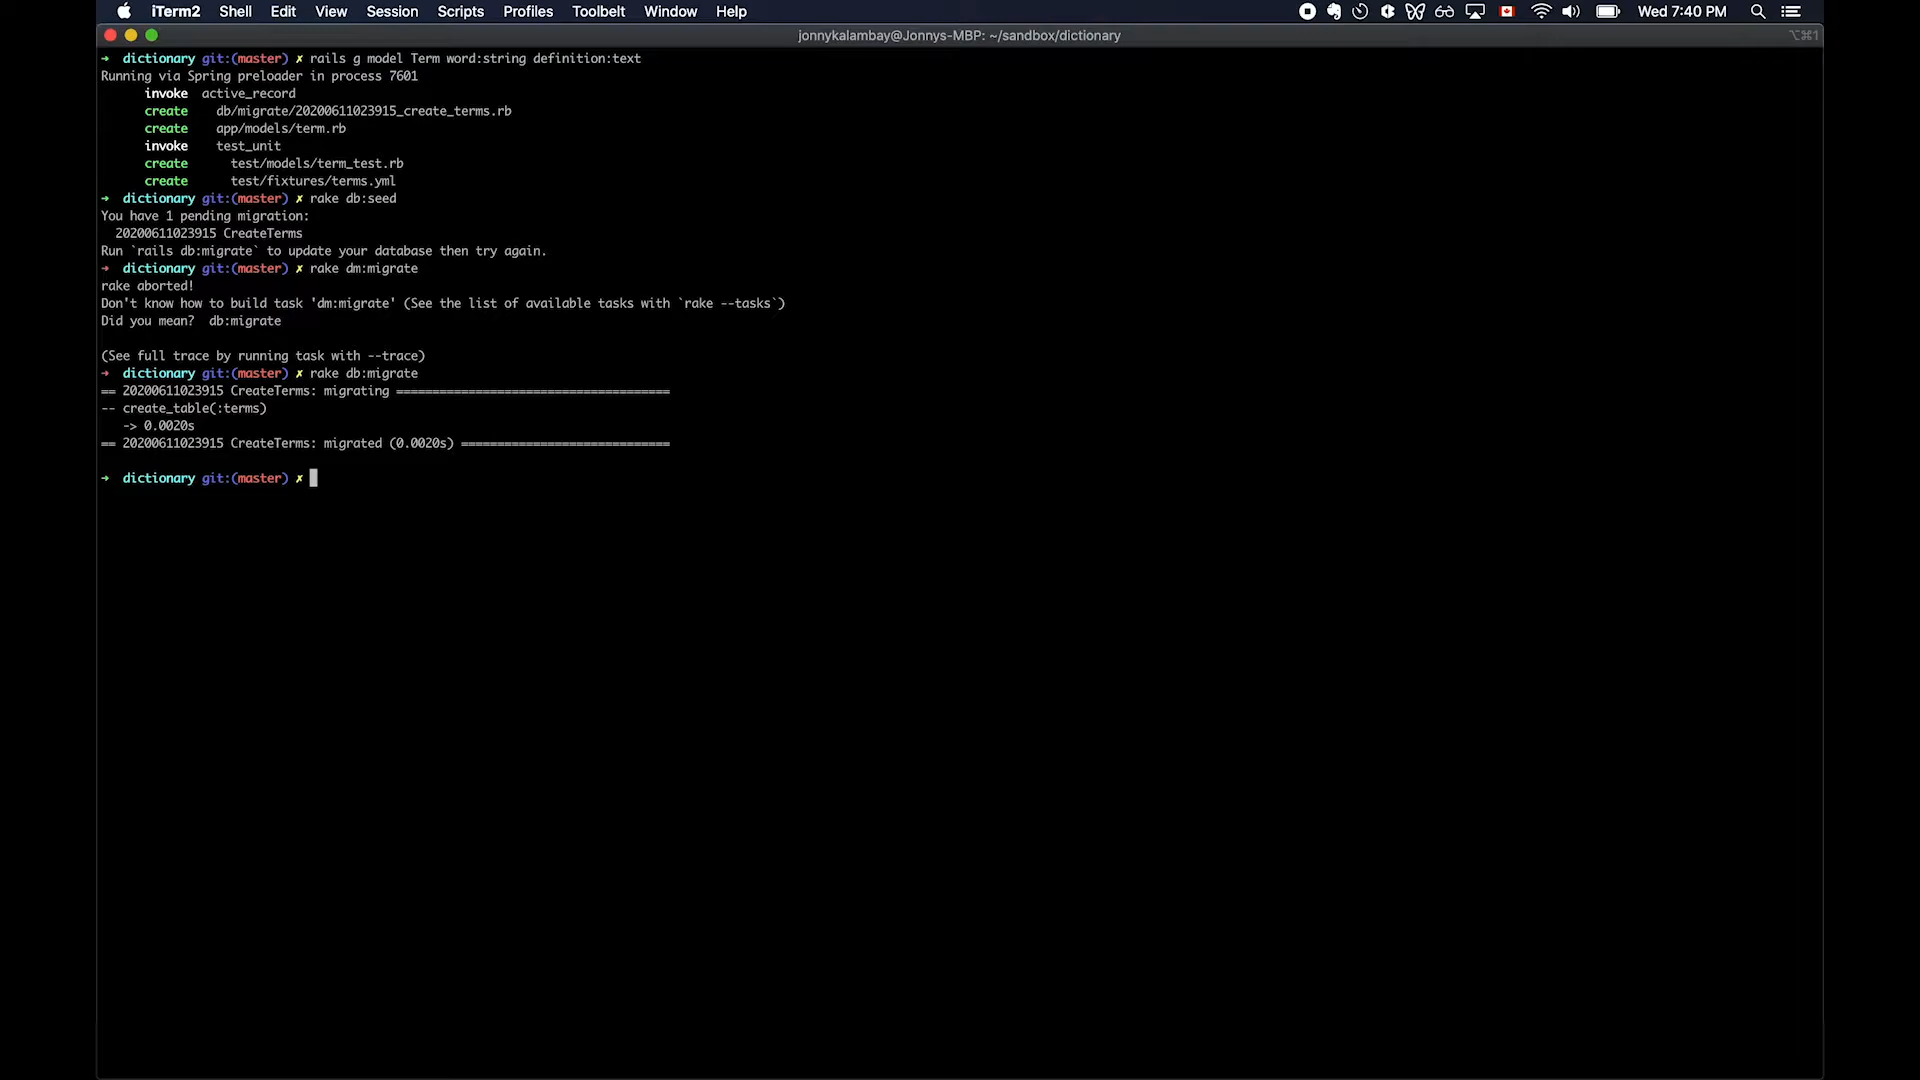 iTerm2 Shell Edit View Session Scripts Profiles Toolbelt Window Help Wed 7:40 PM
jonnykalambay@Jonnys-MBP: ~/sandbox/dictionary ⌥⌘1
→ dictionary git:(master) ✗ rails g model Term word:string definition:text
Running via Spring preloader in process 7601
invoke active_record
create db/migrate/20200611023915_create_terms.rb
create app/models/term.rb
invoke test_unit
create test/models/term_test.rb
create test/fixtures/terms.yml
→ dictionary git:(master) ✗ rake db:seed
You have 1 pending migration:
20200611023915 CreateTerms
Run `rails db:migrate` to update your database then try again.
→ dictionary git:(master) ✗ rake dm:migrate
rake aborted!
Don't know how to build task 'dm:migrate' (See the list of available tasks with `rake --tasks`)
Did you mean?  db:migrate
(See full trace by running task with --trace)
→ dictionary git:(master) ✗ rake db:migrate
== 20200611023915 CreateTerms: migrating ======================================
-- create_table(:terms)
-> 0.0020s
== 20200611023915 CreateTerms: migrated (0.0020s) =============================
→ dictionary git:(master) ✗